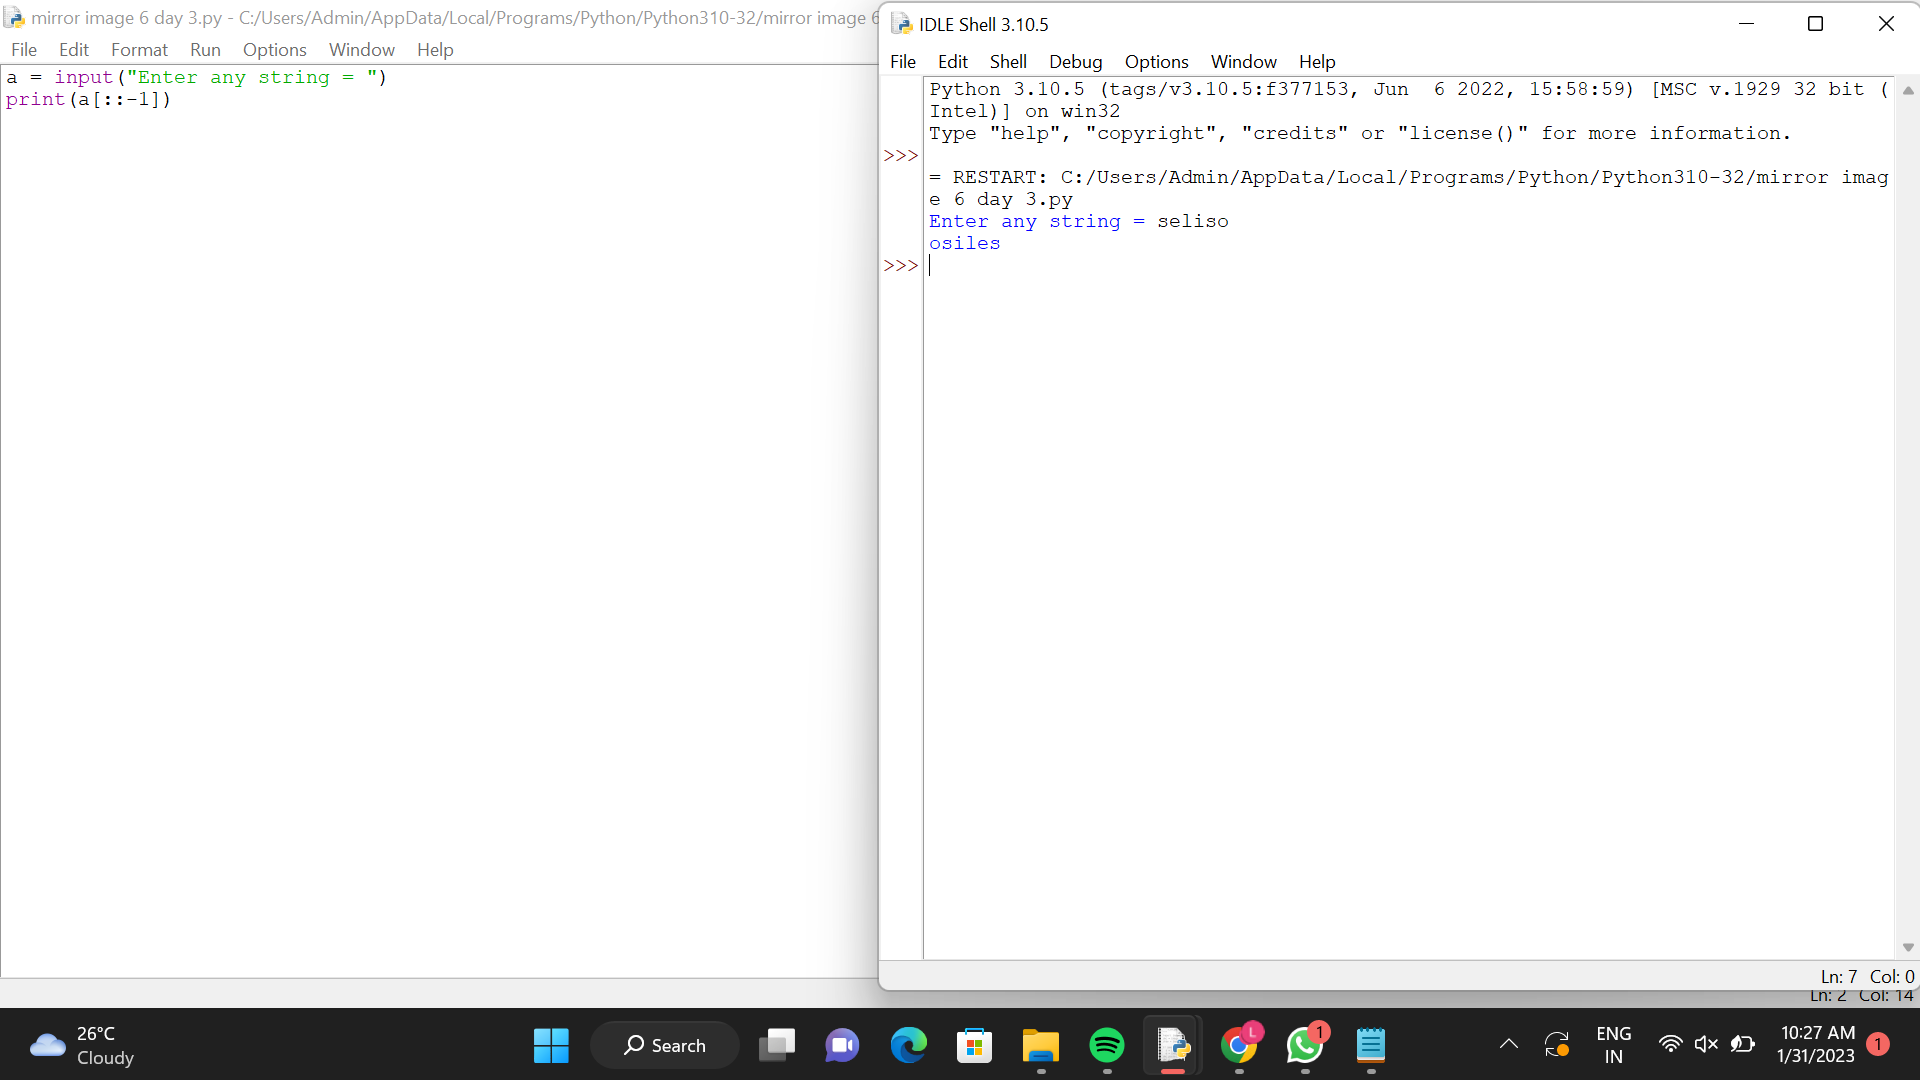 mirror image 6 day 3.py - C:/Users/Admin/AppData/Local/Programs/Python/Python310-32/mirror image 6
File Edit Format Run Options Window Help
a = input("Enter any string = ")
print(a[::-1])
IDLE Shell 3.10.5
File Edit Shell Debug Options Window Help
Python 3.10.5 (tags/v3.10.5:f377153, Jun  6 2022, 15:58:59) [MSC v.1929 32 bit (
Intel)] on win32
Type "help", "copyright", "credits" or "license()" for more information.
>>>
= RESTART: C:/Users/Admin/AppData/Local/Programs/Python/Python310-32/mirror imag
e 6 day 3.py
Enter any string = seliso
osiles
>>>
Ln: 7 Col: 0
Ln: 2 Col: 14
26°C
Cloudy
Search
L
1
ENG
IN
10:27 AM
1/31/2023
1